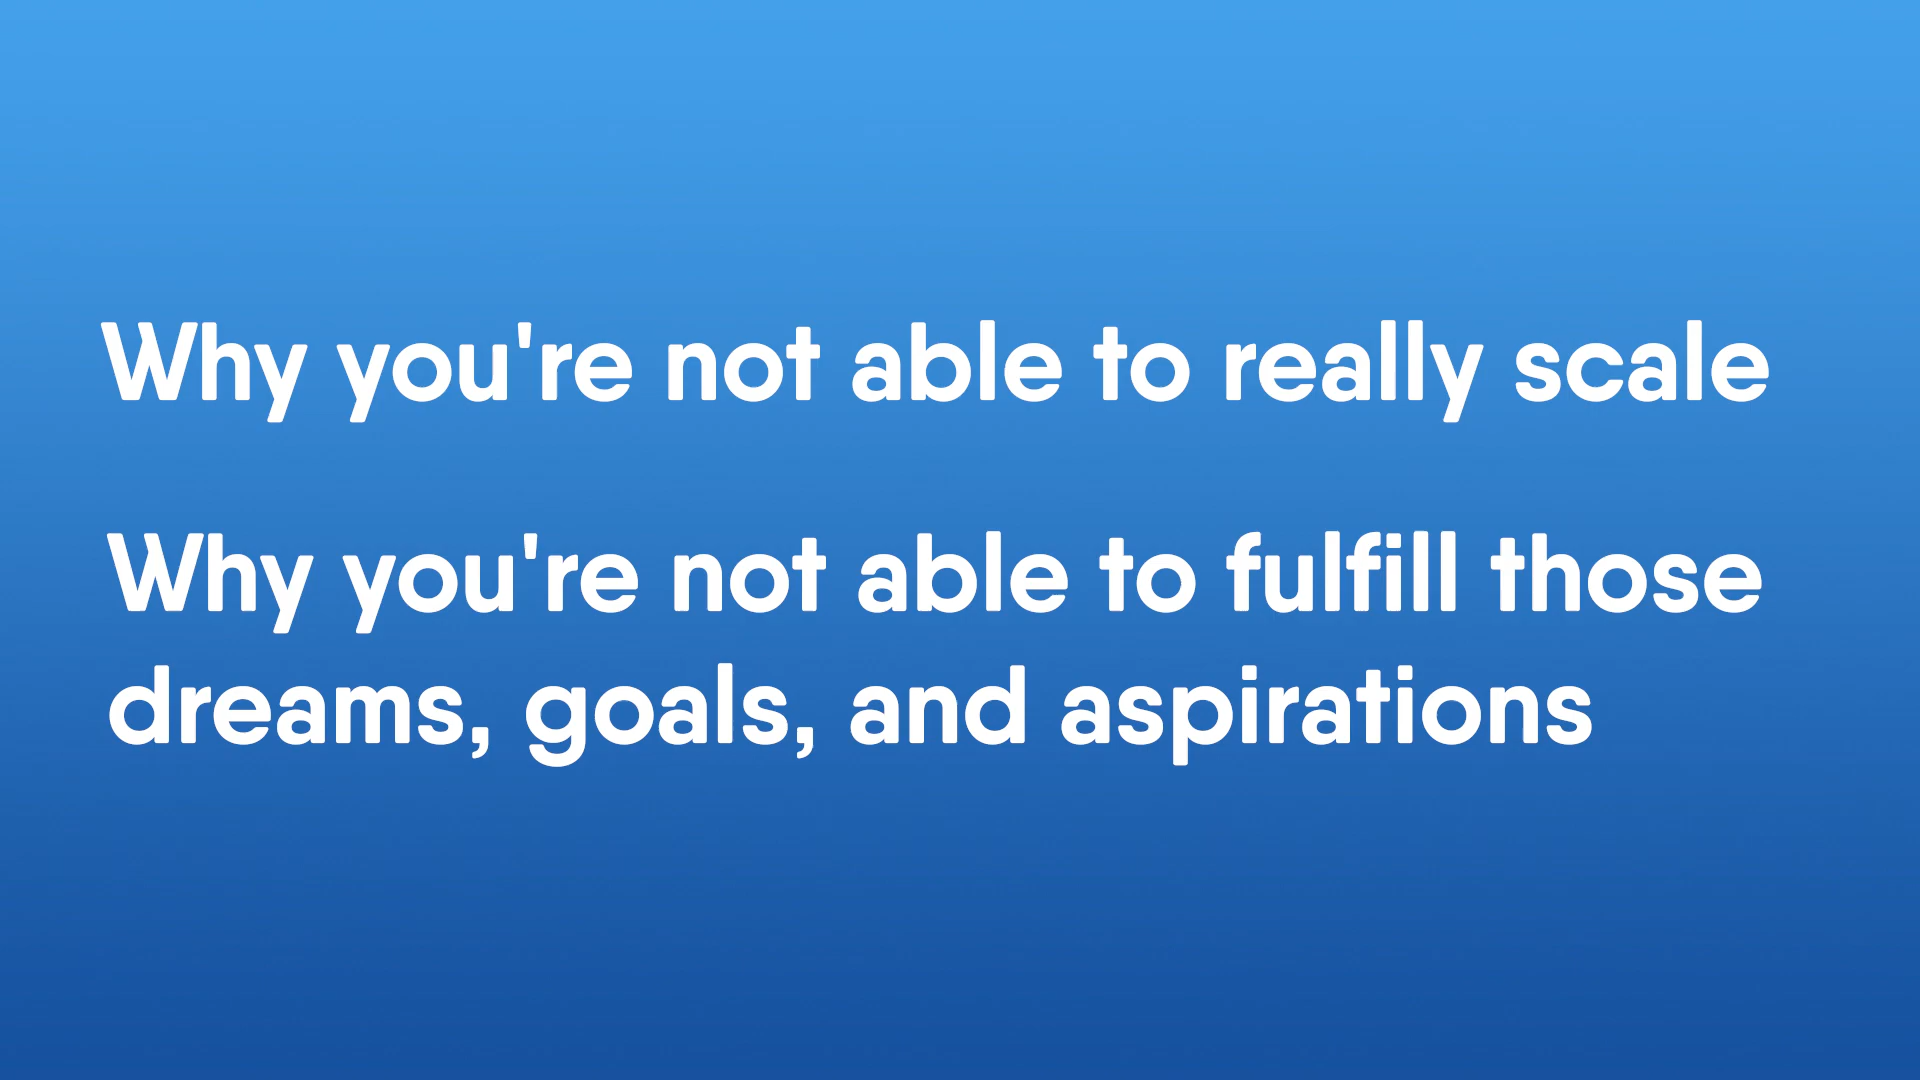 Why you're not able to really scale
Why you're not able to fulfill those
dreams, goals, and aspirations